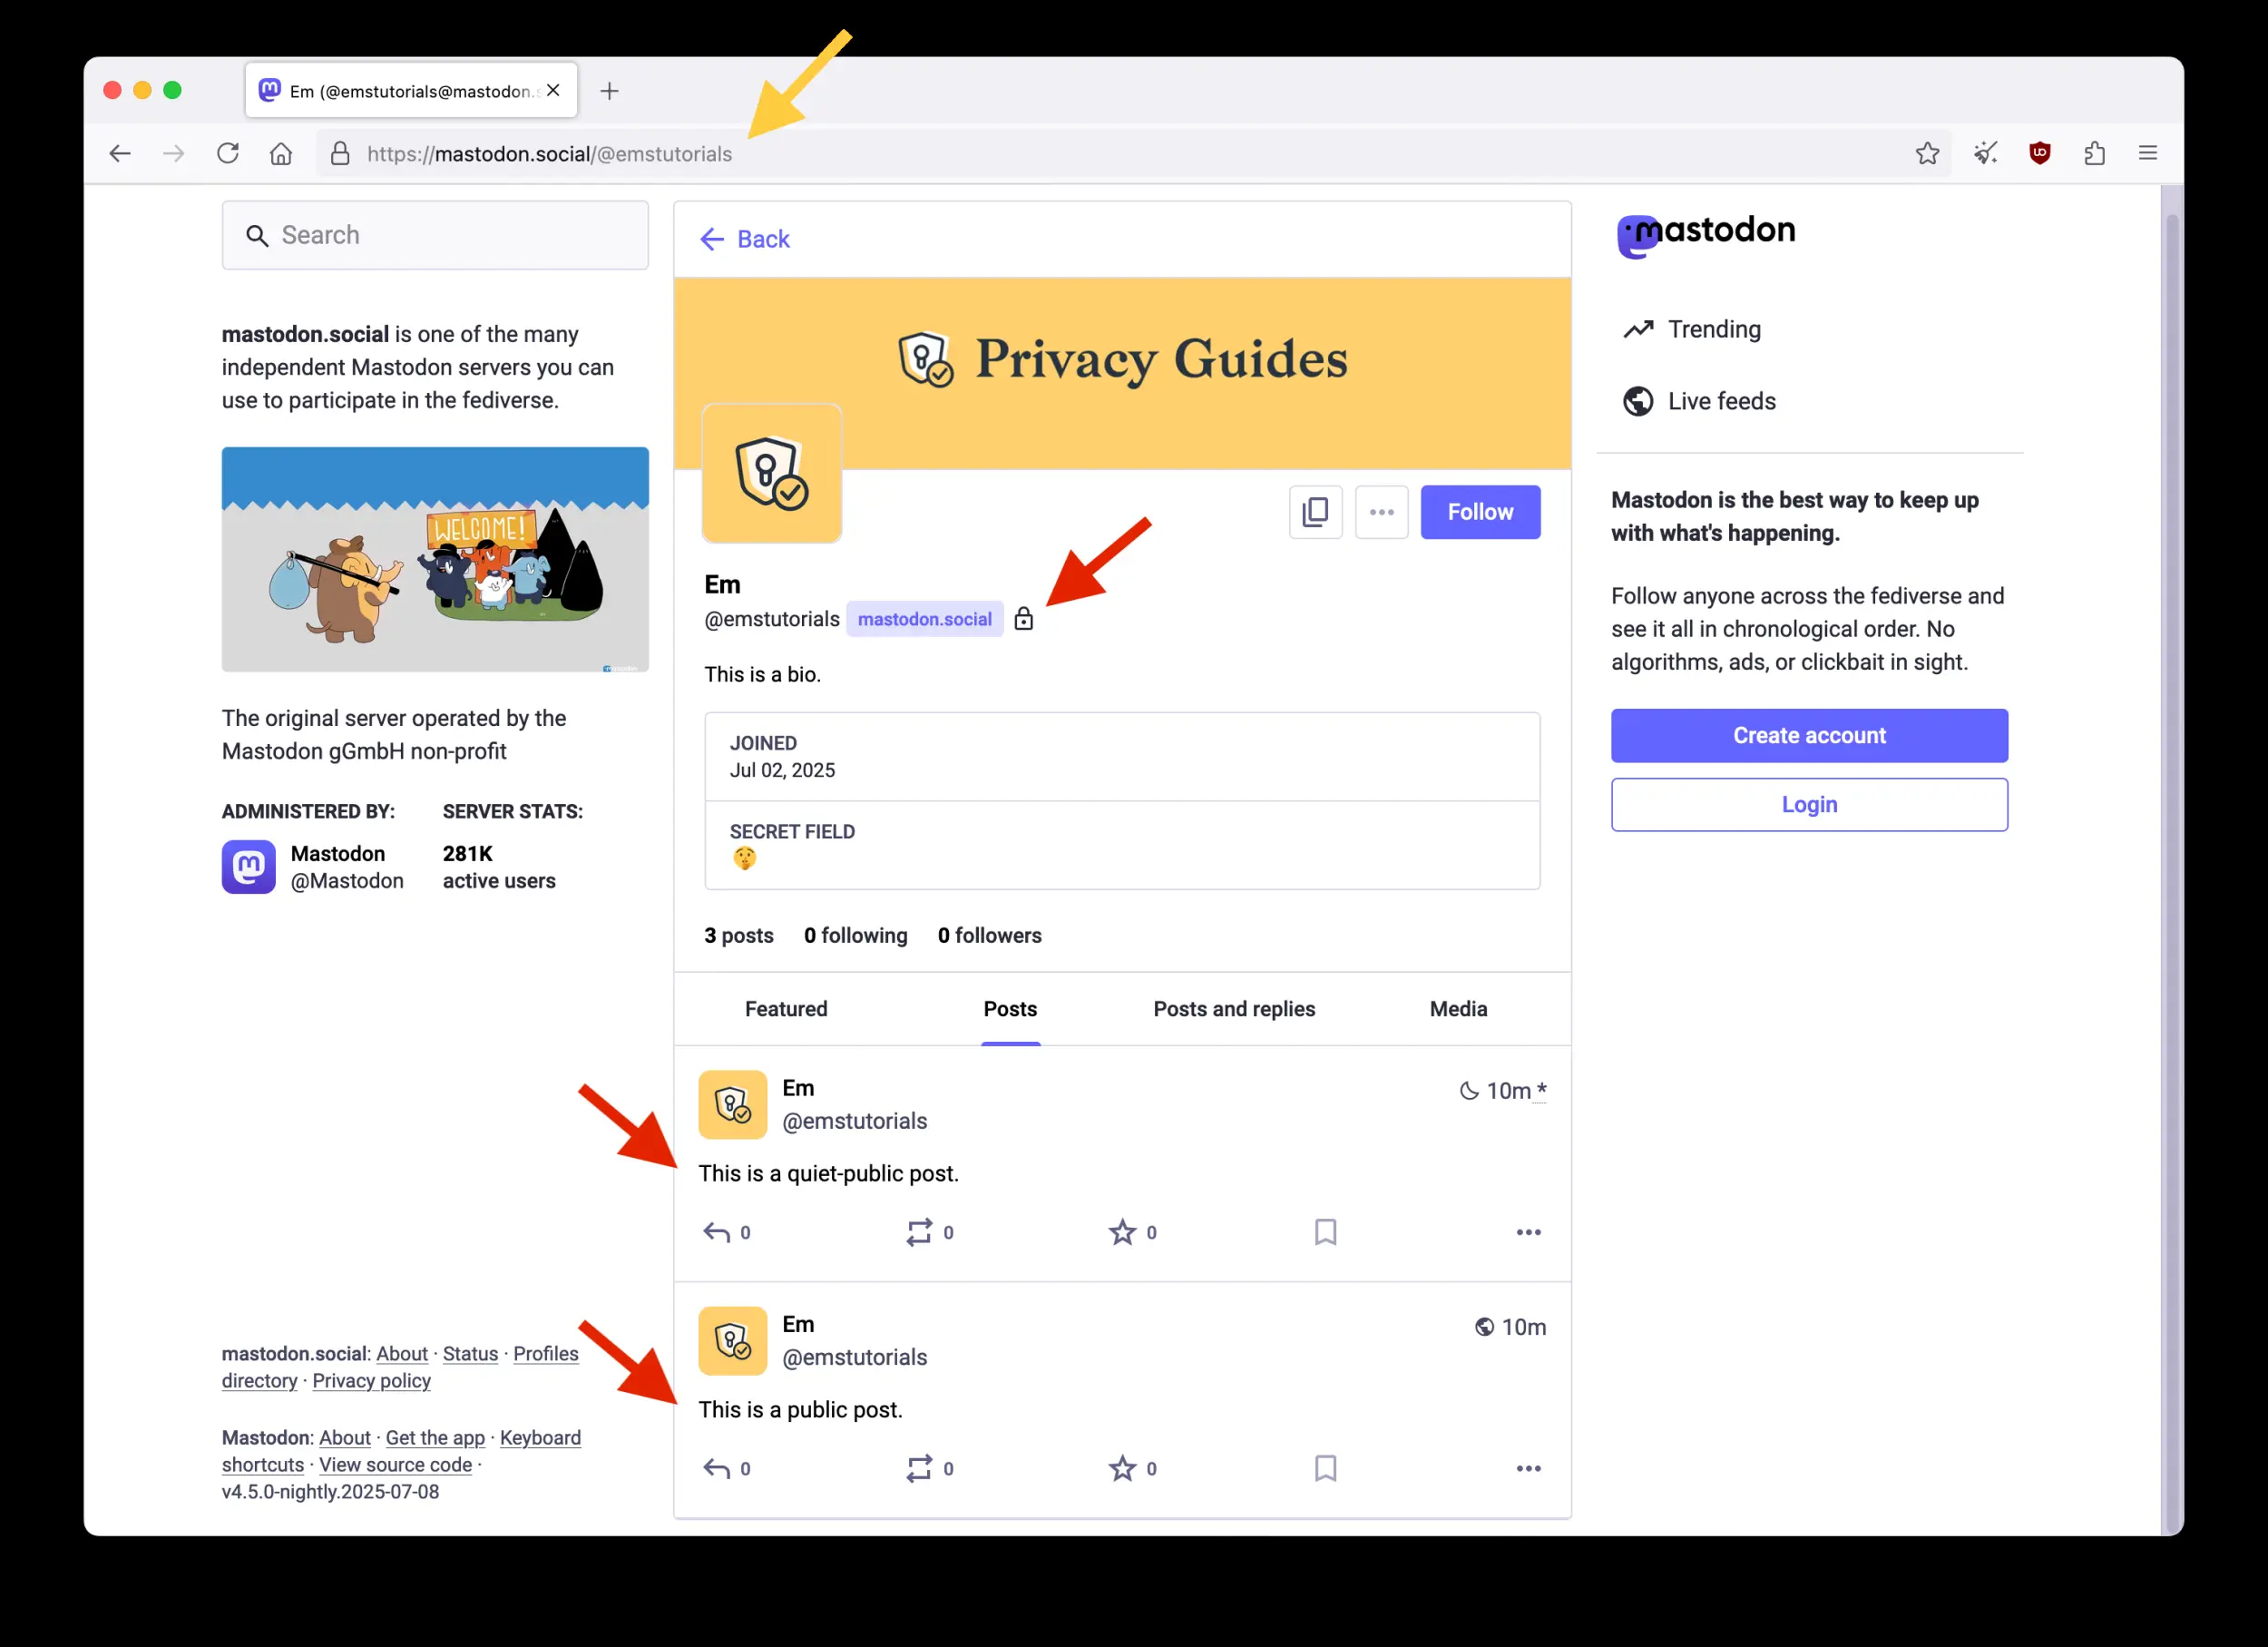 Em (@emstutorials@mastodon.s
https://mastodon.social/@emstutorials
Search
mastodon.social is one of the many
independent Mastodon servers you can
use to participate in the fediverse.
WELCOME!
The original server operated by the
Mastodon gGmbH non-profit
ADMINISTERED BY:
Mastodon
@Mastodon
SERVER STATS:
281K
active users
mastodon.social: About · Status · Profiles
directory · Privacy policy
Mastodon: About · Get the app · Keyboard
shortcuts · View source code ·
v4.5.0-nightly.2025-07-08
Back
Privacy Guides
Follow
Em
@emstutorials mastodon.social
This is a bio.
JOINED
Jul 02, 2025
SECRET FIELD
🤫
3 posts 0 following 0 followers
Featured Posts Posts and replies Media
Em
10m *
@emstutorials
This is a quiet-public post.
0 0 0
Em
10m
@emstutorials
This is a public post.
0 0 0
mastodon
Trending
Live feeds
Mastodon is the best way to keep up
with what's happening.
Follow anyone across the fediverse and
see it all in chronological order. No
algorithms, ads, or clickbait in sight.
Create account
Login